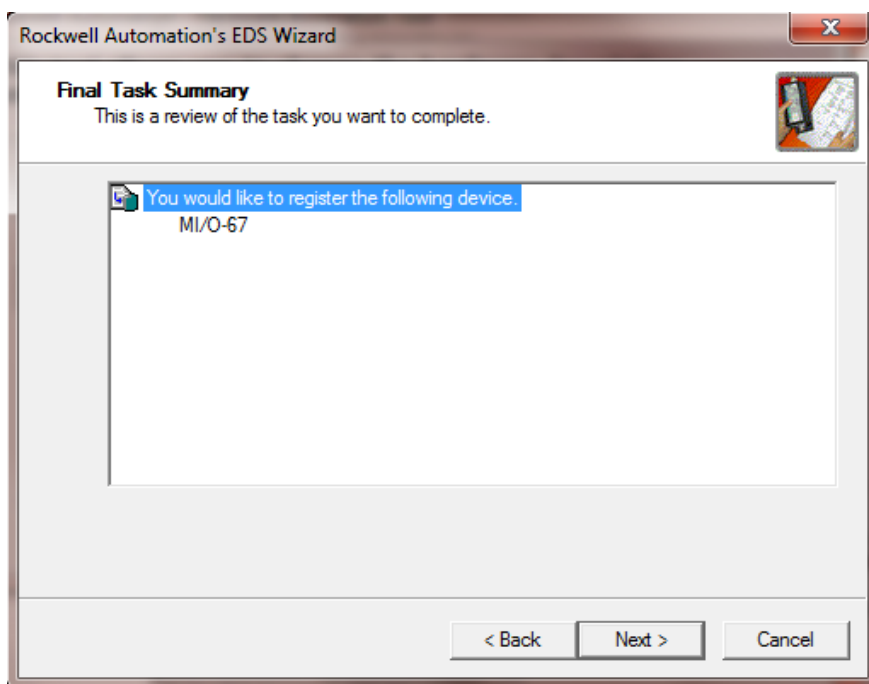 Rockwell Automation's EDS Wizard
Final Task Summary
This is a review of the task you want to complete.
You would like to register the following device.
MI/O-67
< Back Next > Cancel